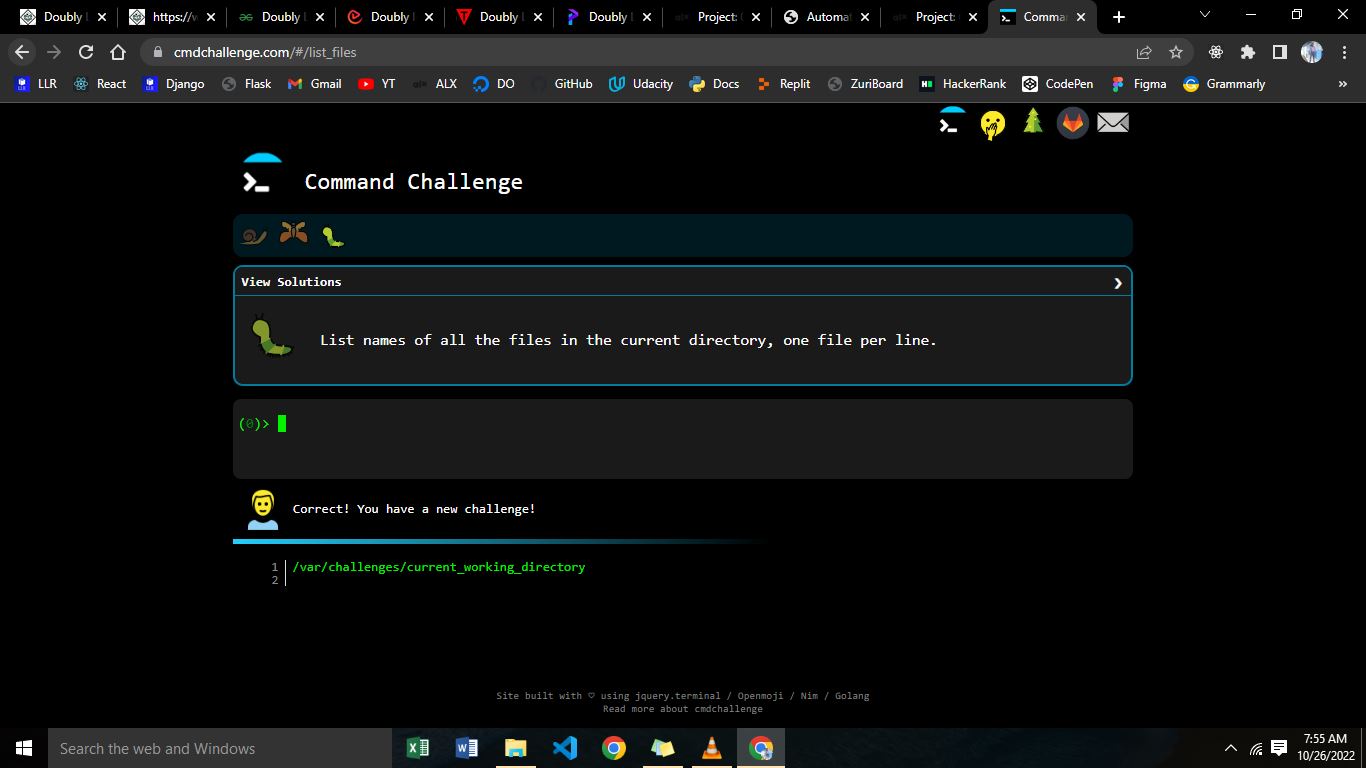 Doubly
https://w
Doubly
Doubly
Doubly
Doubly
Project:
Automat
Project:
Comma
cmdchallenge.com/#/list_files
LLR React Django Flask Gmail YT ALX DO GitHub Udacity Docs Replit ZuriBoard HackerRank CodePen Figma Grammarly »
Command Challenge
View Solutions
List names of all the files in the current directory, one file per line.
(0)>
Correct! You have a new challenge!
1 /var/challenges/current_working_directory
2
Site built with ♡ using jquery.terminal / Openmoji / Nim / Golang
Read more about cmdchallenge
Search the web and Windows
7:55 AM
10/26/2022